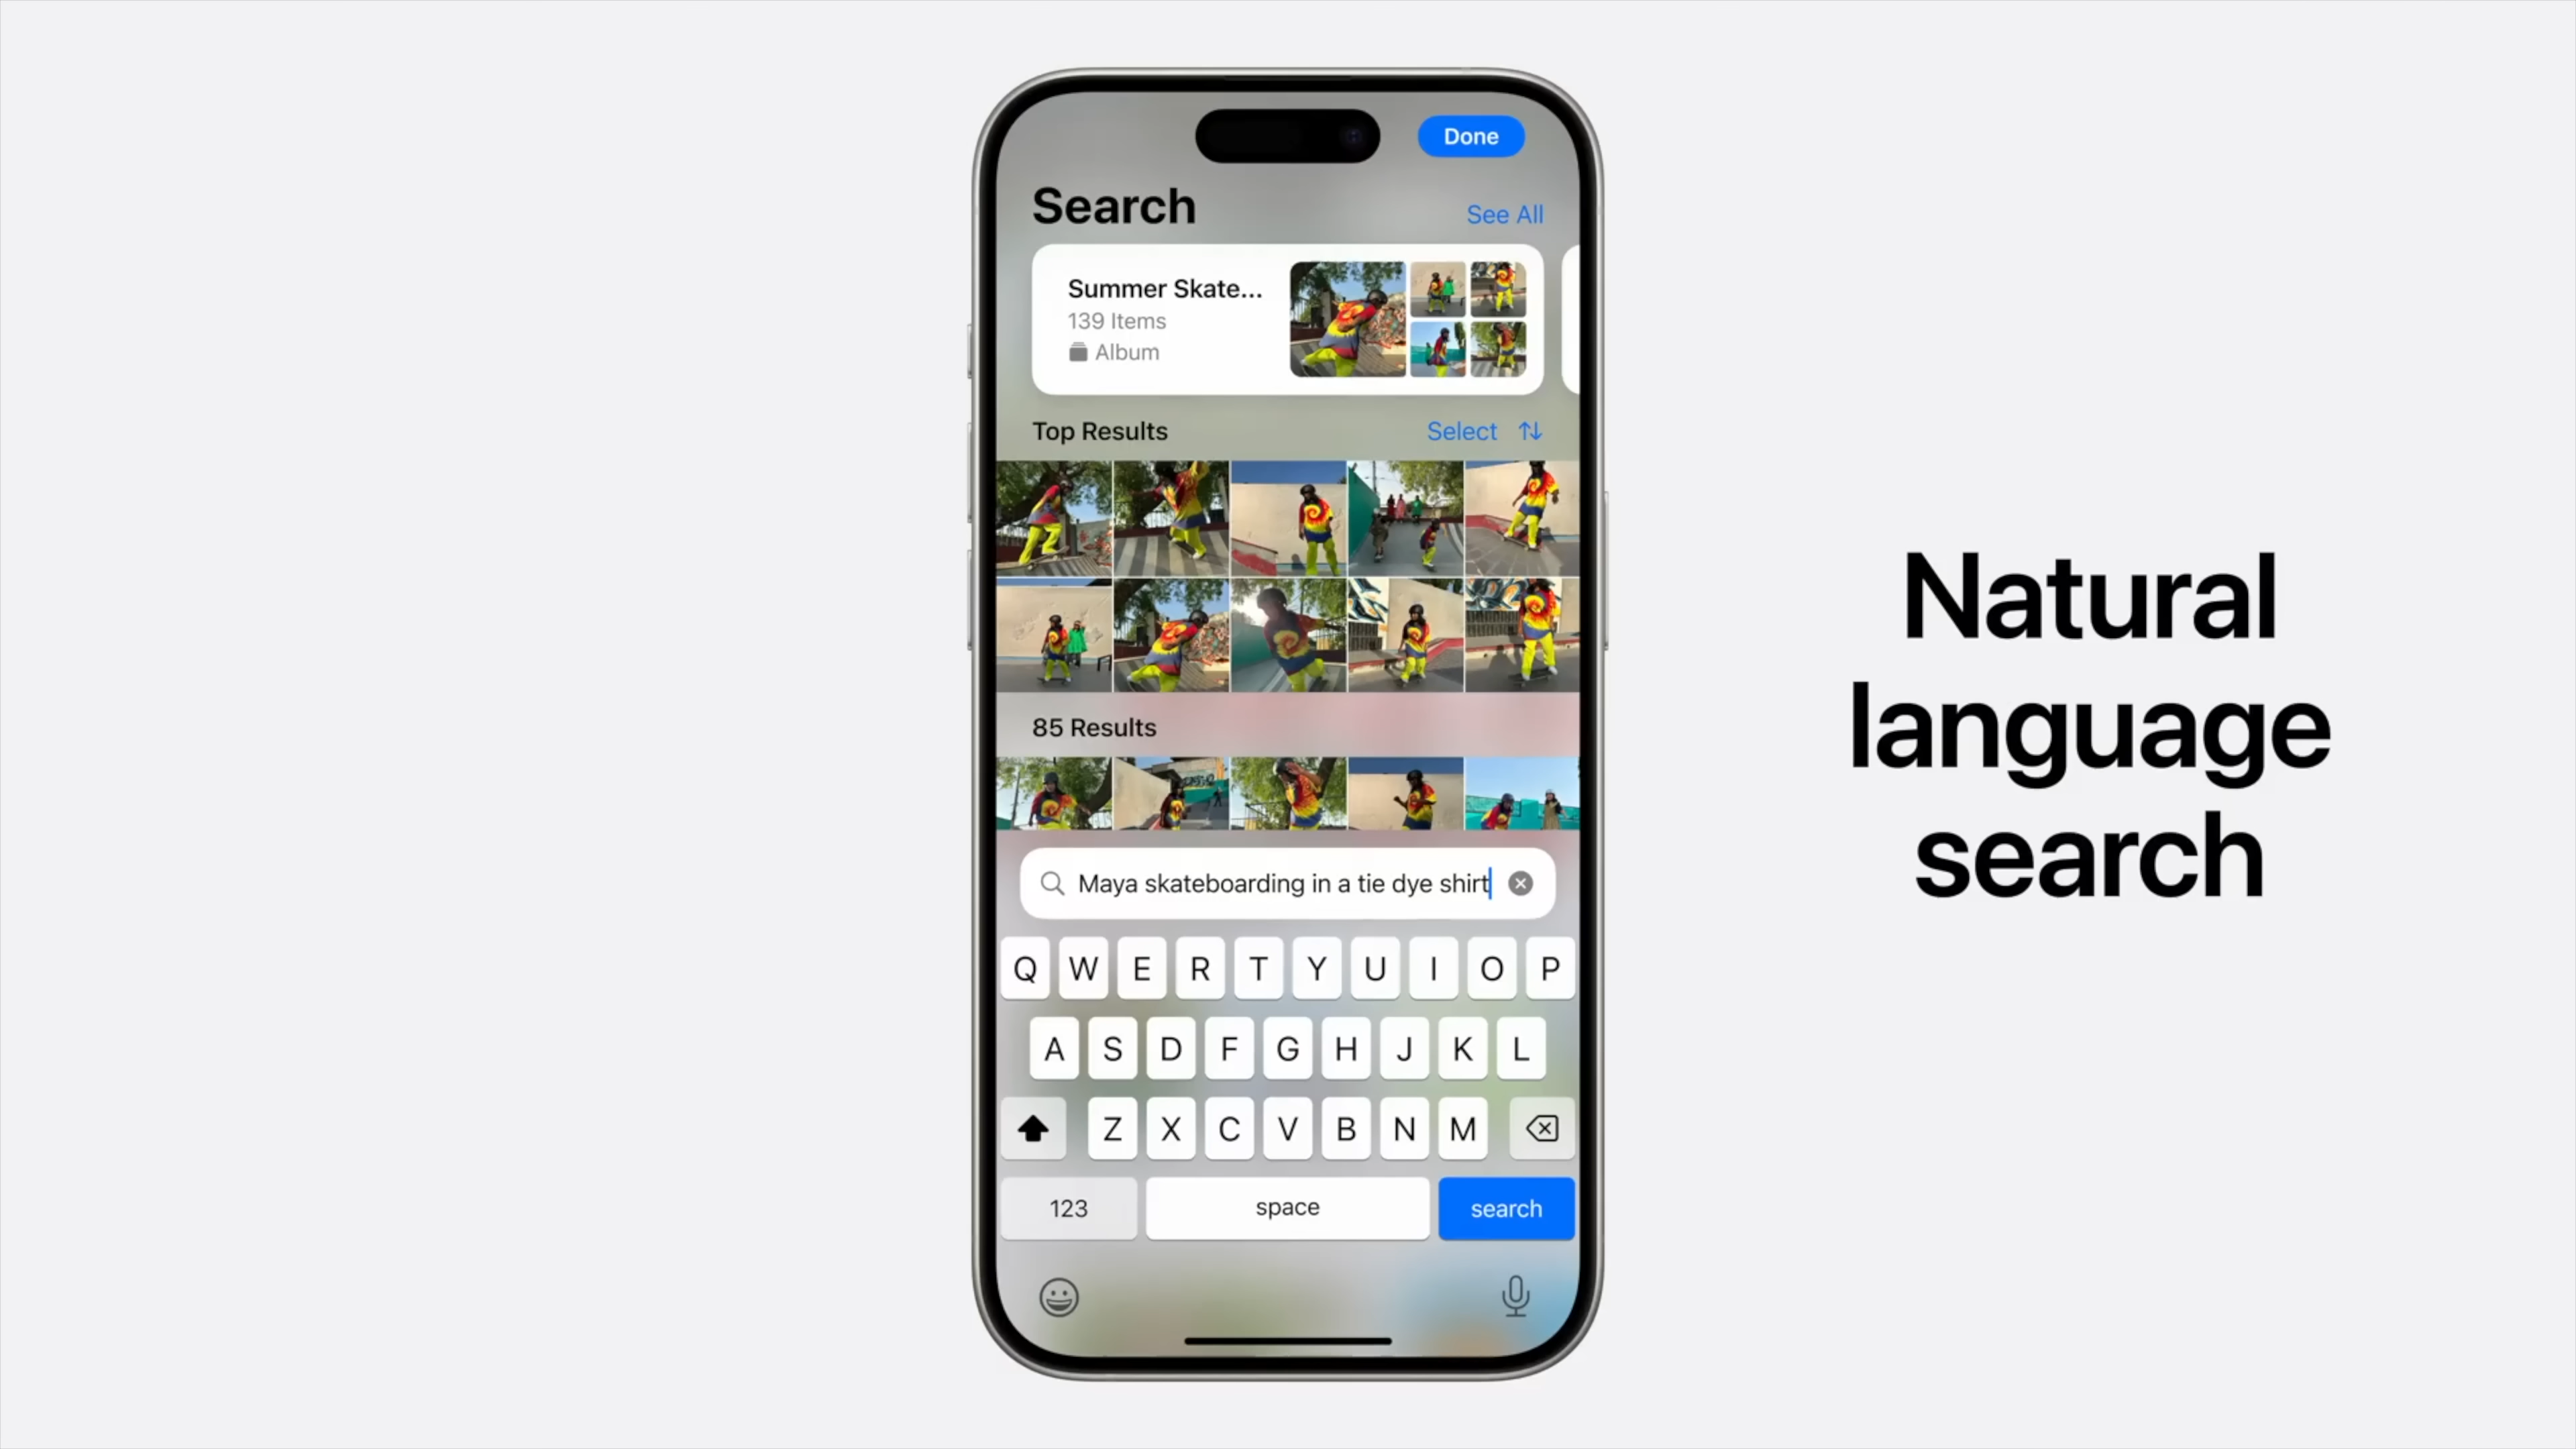 Done
Search
See All
Summer Skate...
139 Items
Album
Top Results
Select
85 Results
Maya skateboarding in a tie dye shirt
Q W E R T Y U I O P
A S D F G H J K L
Z X C V B N M
123 space search
Natural
language
search